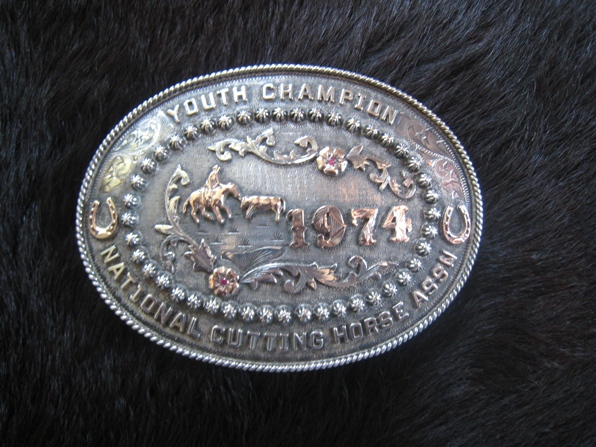 YOUTH CHAMPION
1974
NATIONAL CUTTING HORSE ASSN